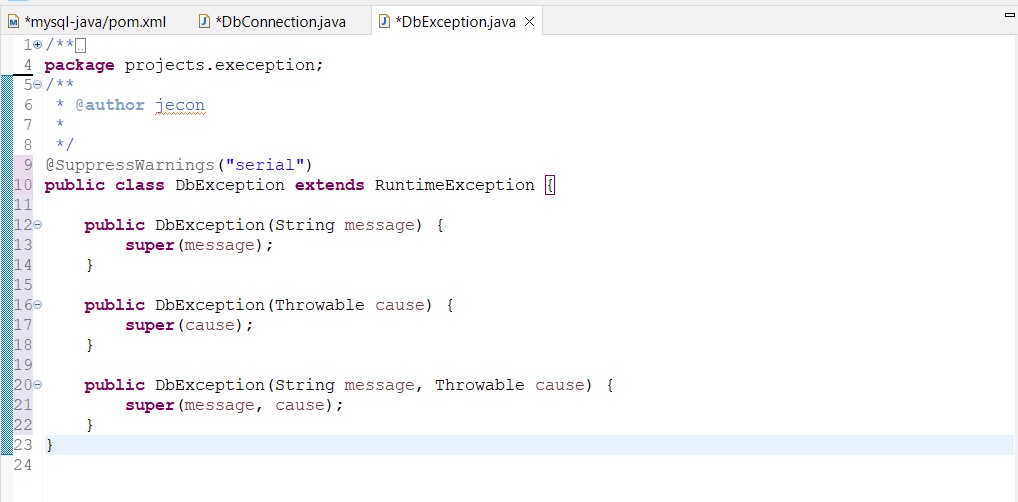 *mysql-java/pom.xml *DbConnection.java *DbException.java
1 /**
4 package projects.exeception;
5 /**
6 * @author jecon
7 *
8 */
9 @SuppressWarnings("serial")
10 public class DbException extends RuntimeException {
11
12 public DbException(String message) {
13 super(message);
14 }
15
16 public DbException(Throwable cause) {
17 super(cause);
18 }
19
20 public DbException(String message, Throwable cause) {
21 super(message, cause);
22 }
23 }
24